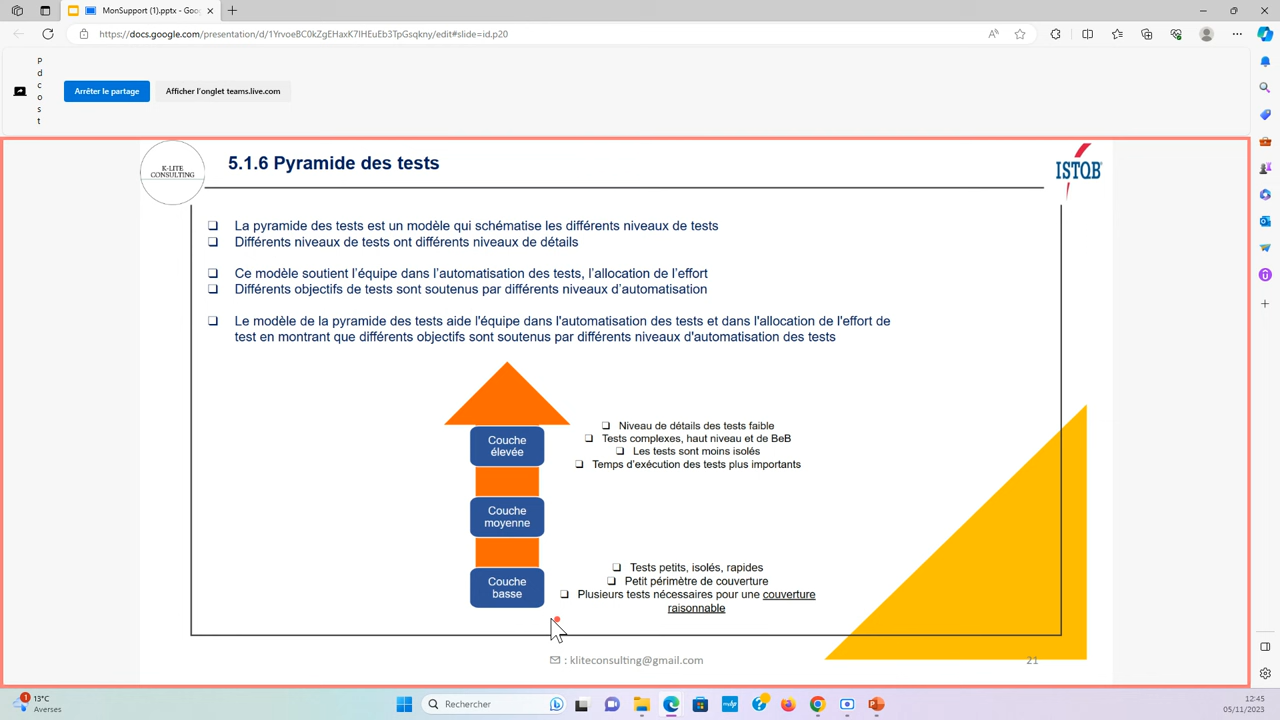 MonSupport (1).pptx - Goo
https://docs.google.com/presentation/d/1YrvoeBC0kZgEHaxK7IHEuEb3TpGsqkny/edit#slide=id.p20
P
d
c
o
s
t
Arrêter le partage
Afficher l'onglet teams.live.com
K-LITE
CONSULTING
5.1.6 Pyramide des tests
ISTQB
La pyramide des tests est un modèle qui schématise les différents niveaux de tests
Différents niveaux de tests ont différents niveaux de détails
Ce modèle soutient l'équipe dans l'automatisation des tests, l'allocation de l'effort
Différents objectifs de tests sont soutenus par différents niveaux d'automatisation
Le modèle de la pyramide des tests aide l'équipe dans l'automatisation des tests et dans l'allocation de l'effort de
test en montrant que différents objectifs sont soutenus par différents niveaux d'automatisation des tests
Couche
élevée
Niveau de détails des tests faible
Tests complexes, haut niveau et de BeB
Les tests sont moins isolés
Temps d'exécution des tests plus importants
Couche
moyenne
Couche
basse
Tests petits, isolés, rapides
Petit périmètre de couverture
Plusieurs tests nécessaires pour une couverture
raisonnable
: kliteconsulting@gmail.com
21
1
13°C
Averses
Rechercher
12:45
05/11/2023